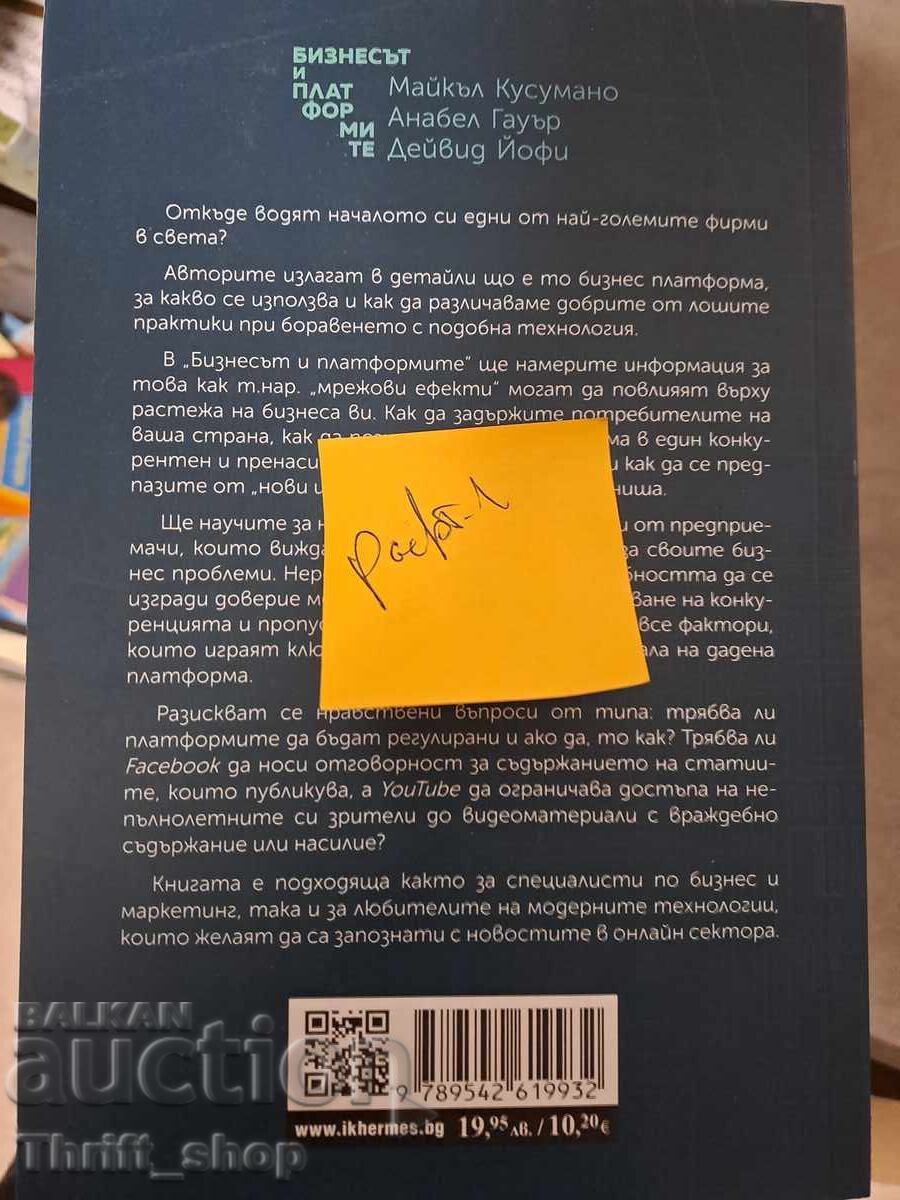 БИЗНЕСЪТ
И
ПЛАТ
ФОР
МИ
ТЕ
Майкъл Кусумано
Анабел Гауър
Дейвид Йофи
Откъде водят началото си едни от най-големите фирми
в света?
Авторите излагат в детайли що е то бизнес платформа,
за какво се използва и как да различаваме добрите от лошите
практики при боравенето с подобна технология.
В „Бизнесът и платформите“ ще намерите информация за
това как т.нар. „мрежови ефекти“ могат да повлияят върху
растежа на бизнеса ви. Как да задържите потребителите на
ваша страна, как в един конку-
рентен и как да се пред-
пазите от „нови ниша.
Ще научите за от предприе-
мачи, които за своите биз-
нес проблеми. да се
изгради доверие на конку-
ренцията и все фактори,
които играят на дадена
платформа.
Разискват се нравствени въпроси от типа: трябва ли
платформите да бъдат регулирани и ако да, то как? Трябва ли
Facebook да носи отговорност за съдържанието на статии-
те, които публикува, а YouTube да ограничава достъпа на не-
пълнолетните си зрители до видеоматериали с враждебно
съдържание или насилие?
Книгата е подходяща както за специалисти по бизнес и
маркетинг, така и за любителите на модерните технологии,
които желаят да са запознати с новостите в онлайн сектора.
9 789542 619932
www.ikhermes.bg 19,95 лв. / 10,20 €
BALKAN
auction
Thrift_shop